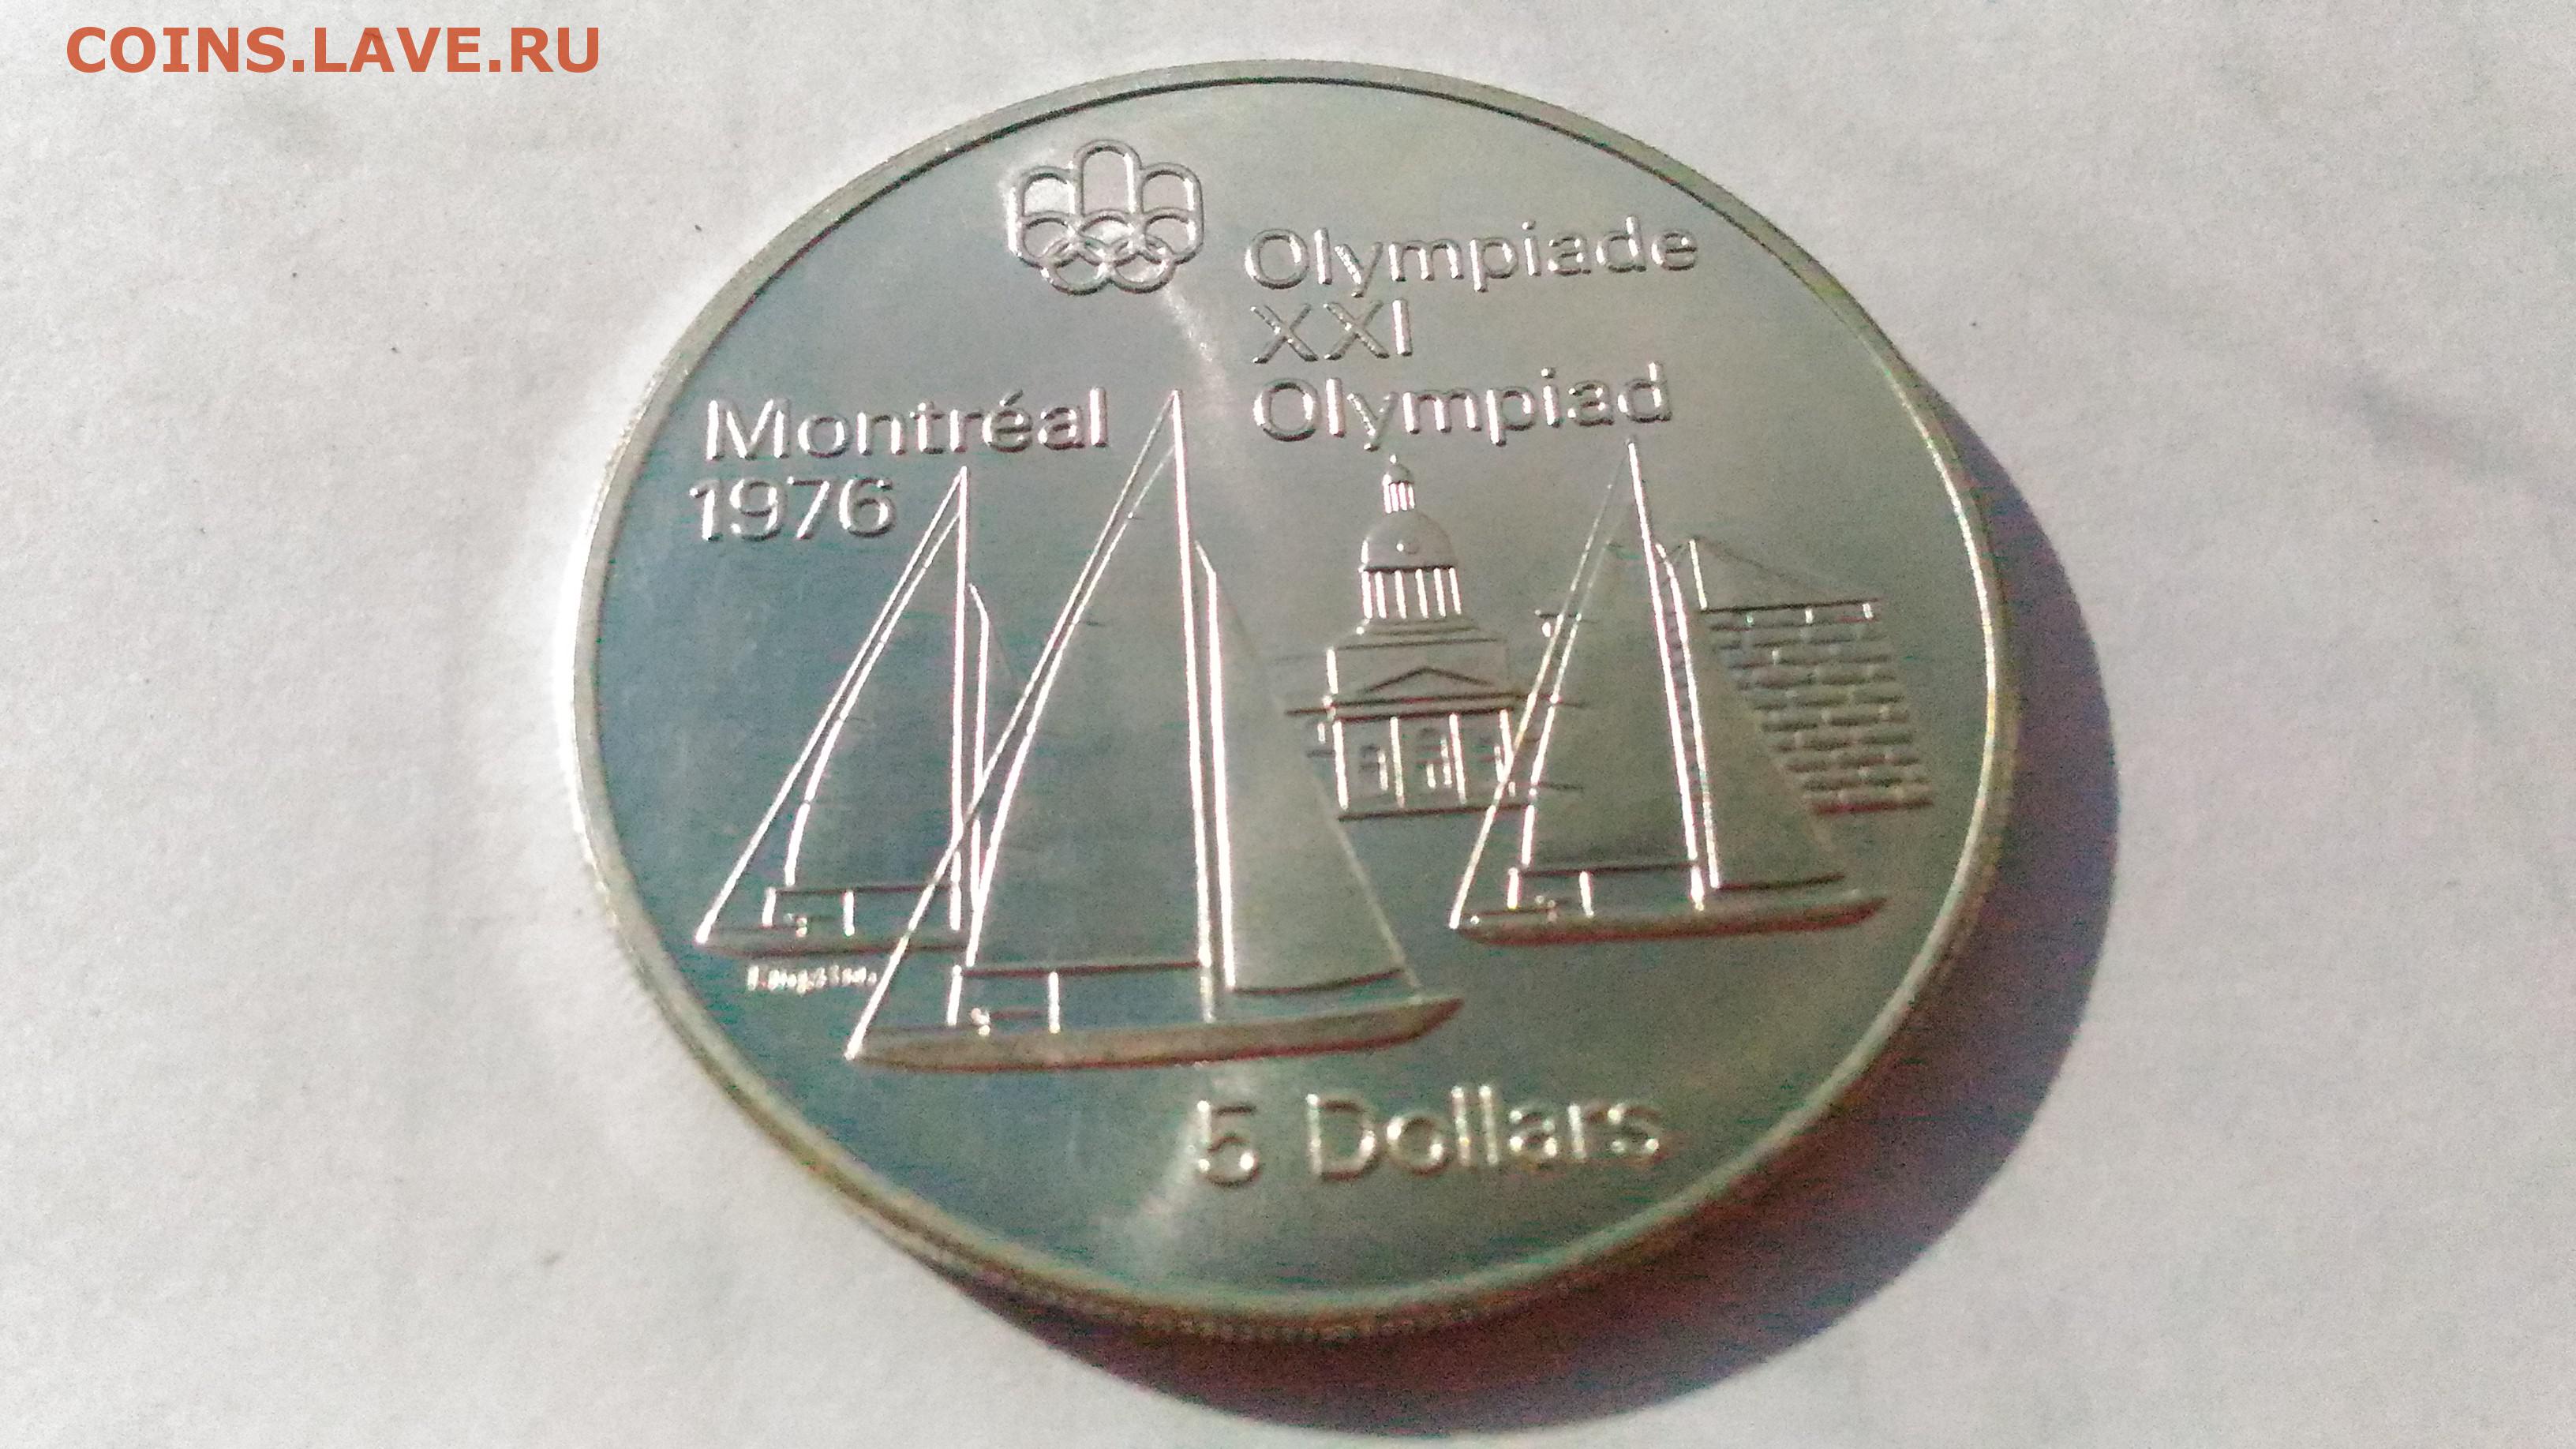 COINS.LAVE.RU
Olympiade
XXI
Olympiad
Montréal
1976
5 Dollars